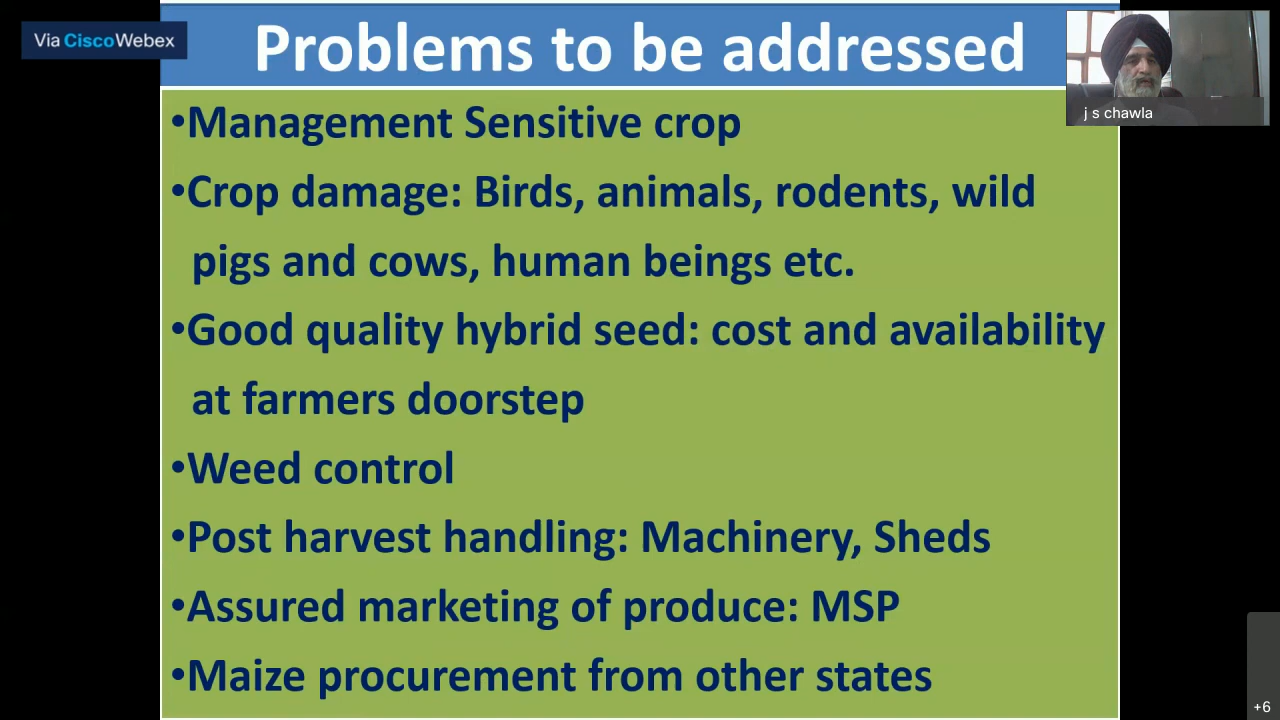 Via Cisco Webex
Problems to be addressed
j s chawla
•Management Sensitive crop
•Crop damage: Birds, animals, rodents, wild
pigs and cows, human beings etc.
•Good quality hybrid seed: cost and availability
at farmers doorstep
•Weed control
•Post harvest handling: Machinery, Sheds
•Assured marketing of produce: MSP
•Maize procurement from other states
+6